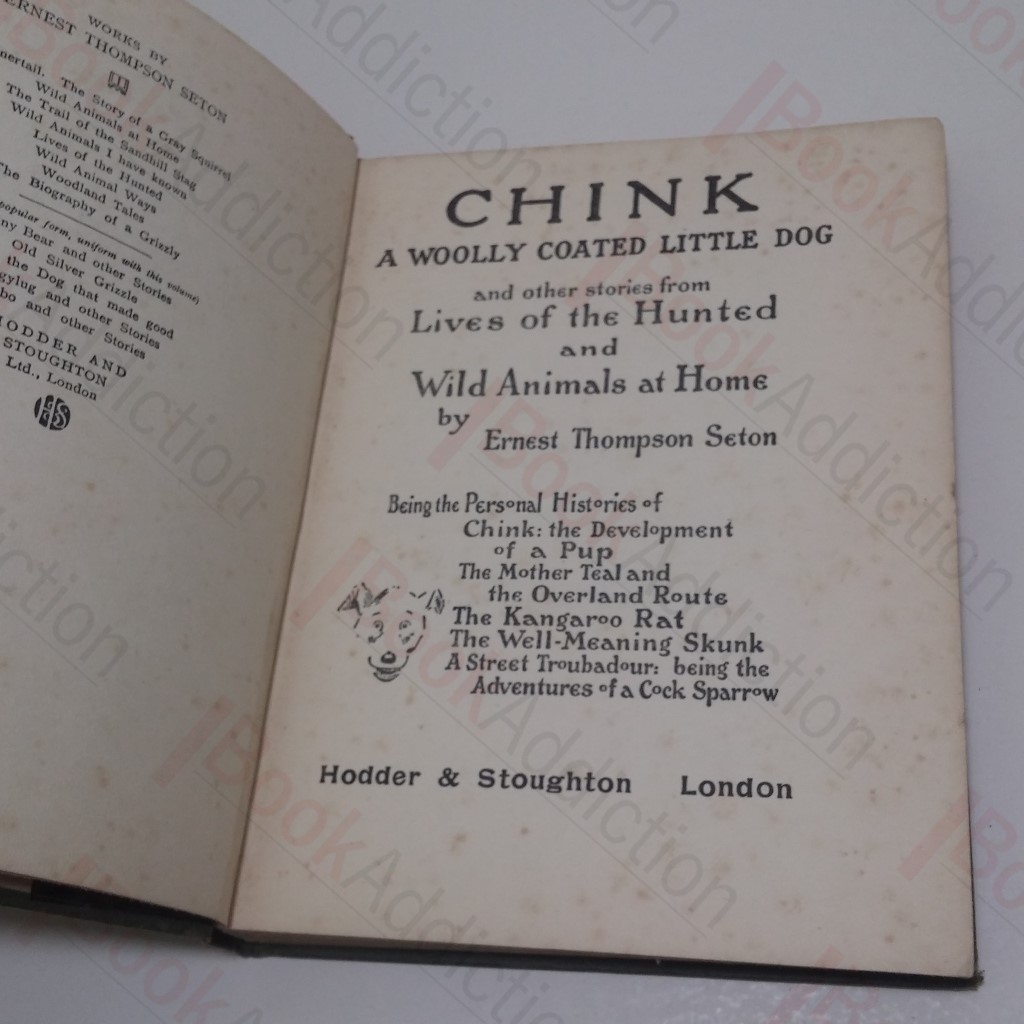 WORKS BY
ERNEST THOMPSON SETON
The Story of a Gray Squirrel
Wild Animals at Home
The Trail of the Sandhill Stag
Wild Animals I have known
Lives of the Hunted
Wild Animal Ways
Woodland Tales
The Biography of a Grizzly
popular form, uniform with this volume)
Bear and other Stories
Old Silver Grizzle
the Dog that made good
and other Stories
and other Stories
HODDER AND
STOUGHTON
Ltd., London
HS
CHINK
A WOOLLY COATED LITTLE DOG
and other stories from
Lives of the Hunted
and
Wild Animals at Home
by
Ernest Thompson Seton
Being the Personal Histories of
Chink: the Development
of a Pup
The Mother Teal and
the Overland Route
The Kangaroo Rat
The Well-Meaning Skunk
A Street Troubadour: being the
Adventures of a Cock Sparrow
Hodder & Stoughton London
BookAddiction